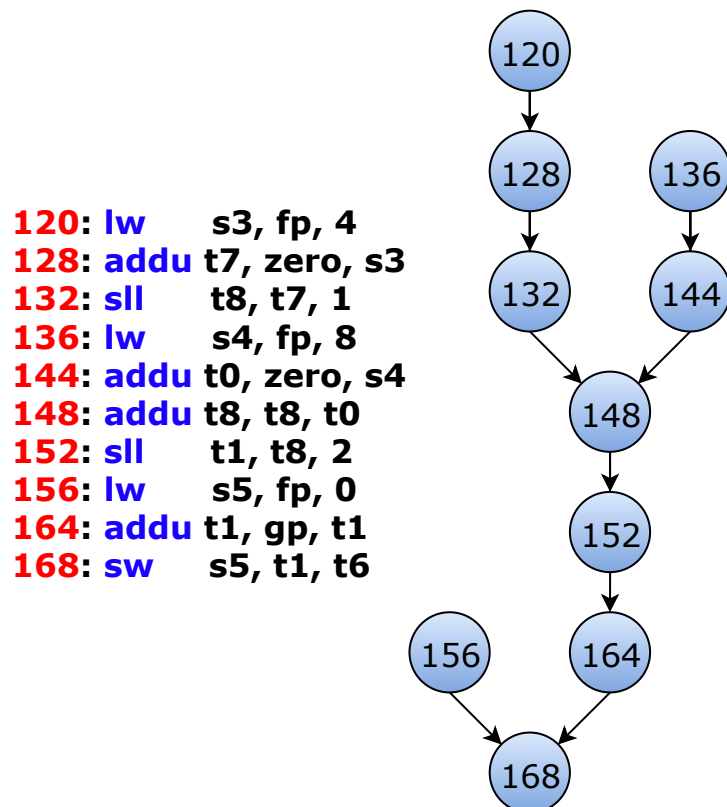 120
128
136
120: lw s3, fp, 4
128: addu t7, zero, s3
132: sll t8, t7, 1
136: lw s4, fp, 8
144: addu t0, zero, s4
148: addu t8, t8, t0
152: sll t1, t8, 2
156: lw s5, fp, 0
164: addu t1, gp, t1
168: sw s5, t1, t6
132
144
148
152
156
164
168